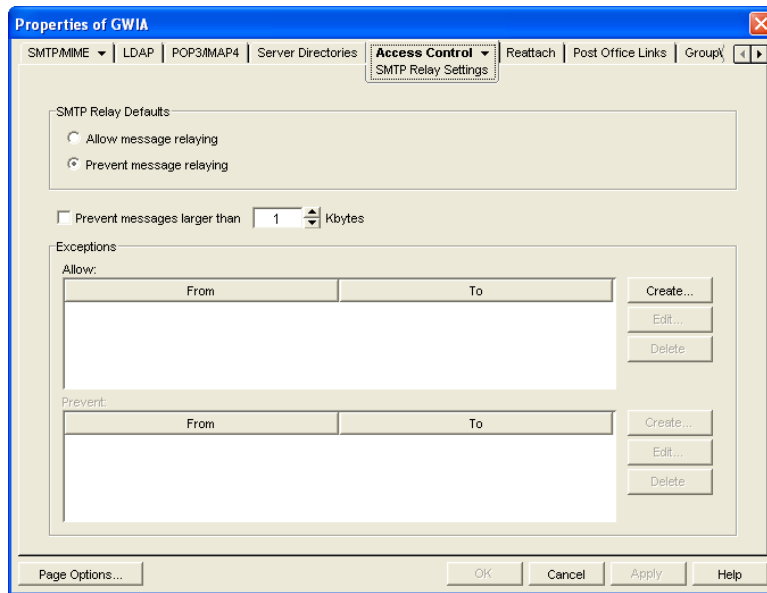 Properties of GWIA
SMTP/MIME LDAP POP3/IMAP4 Server Directories Access Control Reattach Post Office Links GroupW
SMTP Relay Settings
SMTP Relay Defaults
Allow message relaying
Prevent message relaying
Prevent messages larger than 1 Kbytes
Exceptions
Allow:
From To Create...
Edit...
Delete
Prevent:
From To Create...
Edit...
Delete
Page Options... OK Cancel Apply Help